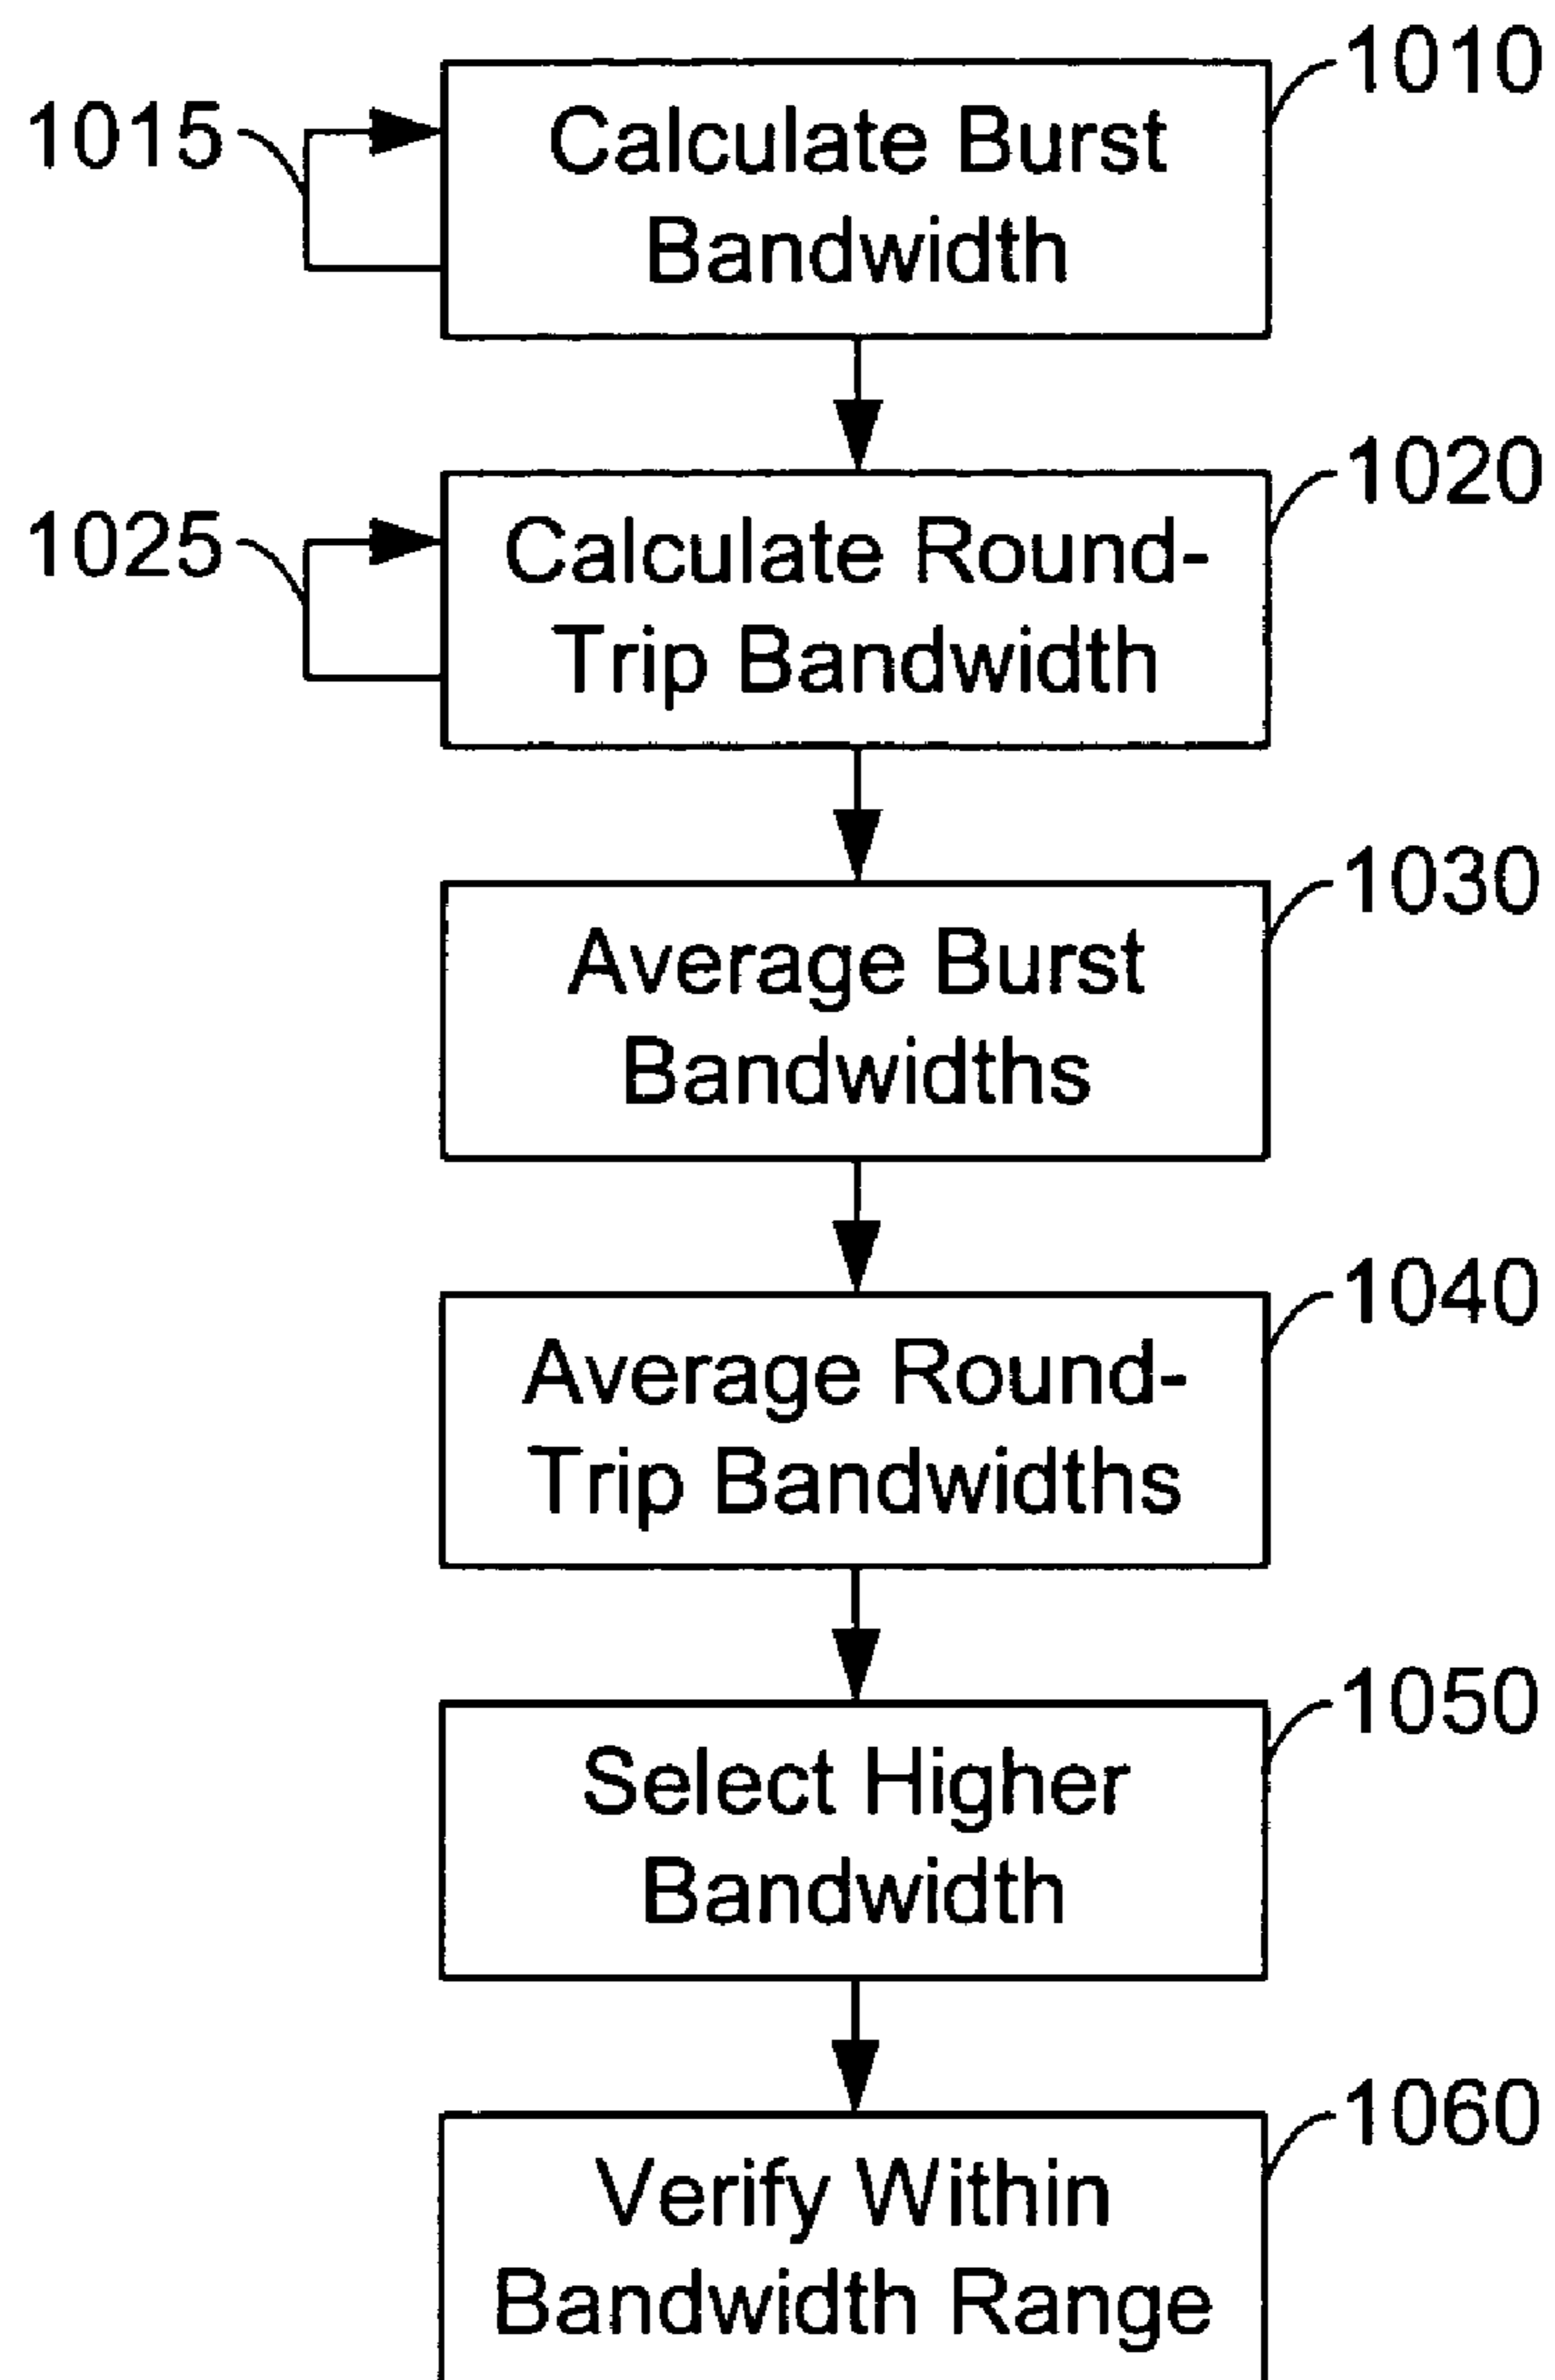 1010
1015
Calculate Burst
Bandwidth
1020
1025
Calculate Round-
Trip Bandwidth
1030
Average Burst
Bandwidths
1040
Average Round-
Trip Bandwidths
1050
Select Higher
Bandwidth
1060
Verify Within
Bandwidth Range